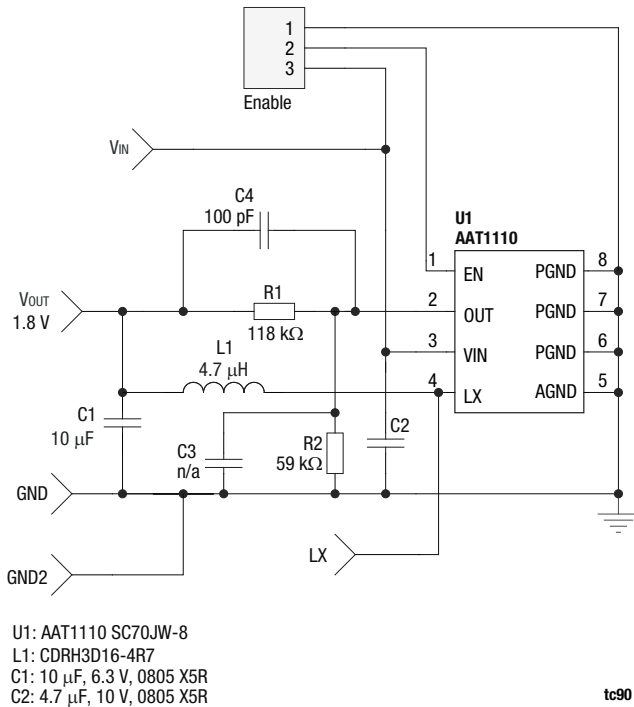 1
2
3
Enable
VIN
C4
100 pF
U1
AAT1110
1
EN
PGND
8
VOUT
1.8 V
R1
118 kΩ
2
OUT
PGND
7
L1
4.7 μH
3
VIN
PGND
6
4
LX
AGND
5
C1
10 μF
C3
n/a
R2
59 kΩ
C2
GND
GND2
LX
U1: AAT1110 SC70JW-8
L1: CDRH3D16-4R7
C1: 10 μF, 6.3 V, 0805 X5R
C2: 4.7 μF, 10 V, 0805 X5R
tc90